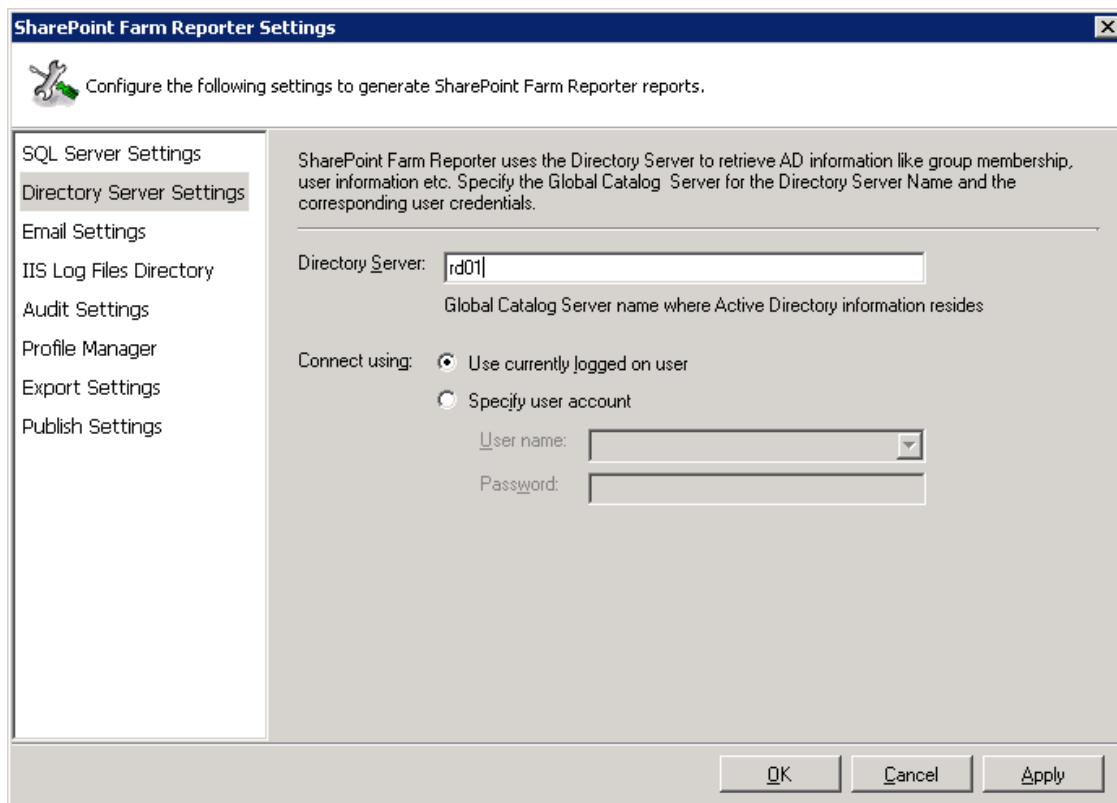 SharePoint Farm Reporter Settings
Configure the following settings to generate SharePoint Farm Reporter reports.
SQL Server Settings
Directory Server Settings
Email Settings
IIS Log Files Directory
Audit Settings
Profile Manager
Export Settings
Publish Settings
SharePoint Farm Reporter uses the Directory Server to retrieve AD information like group membership,
user information etc. Specify the Global Catalog Server for the Directory Server Name and the
corresponding user credentials.
Directory Server: rd01
Global Catalog Server name where Active Directory information resides
Connect using: Use currently logged on user
Specify user account
User name:
Password:
OK Cancel Apply